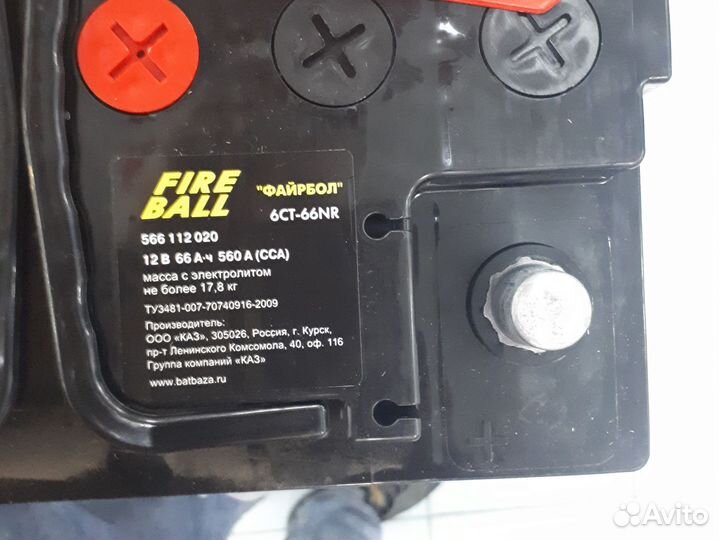 FIRE
BALL
"ФАЙРБОЛ"
6СТ-66NR
566 112 020
12 В 66 А·ч 560 А (ССА)
масса с электролитом
не более 17,8 кг
ТУ3481-007-70740916-2009
Производитель:
ООО «КАЗ», 305026, Россия, г. Курск,
пр-т Ленинского Комсомола, 40, оф. 116
Группа компаний «КАЗ»
www.batbaza.ru
+
Avito